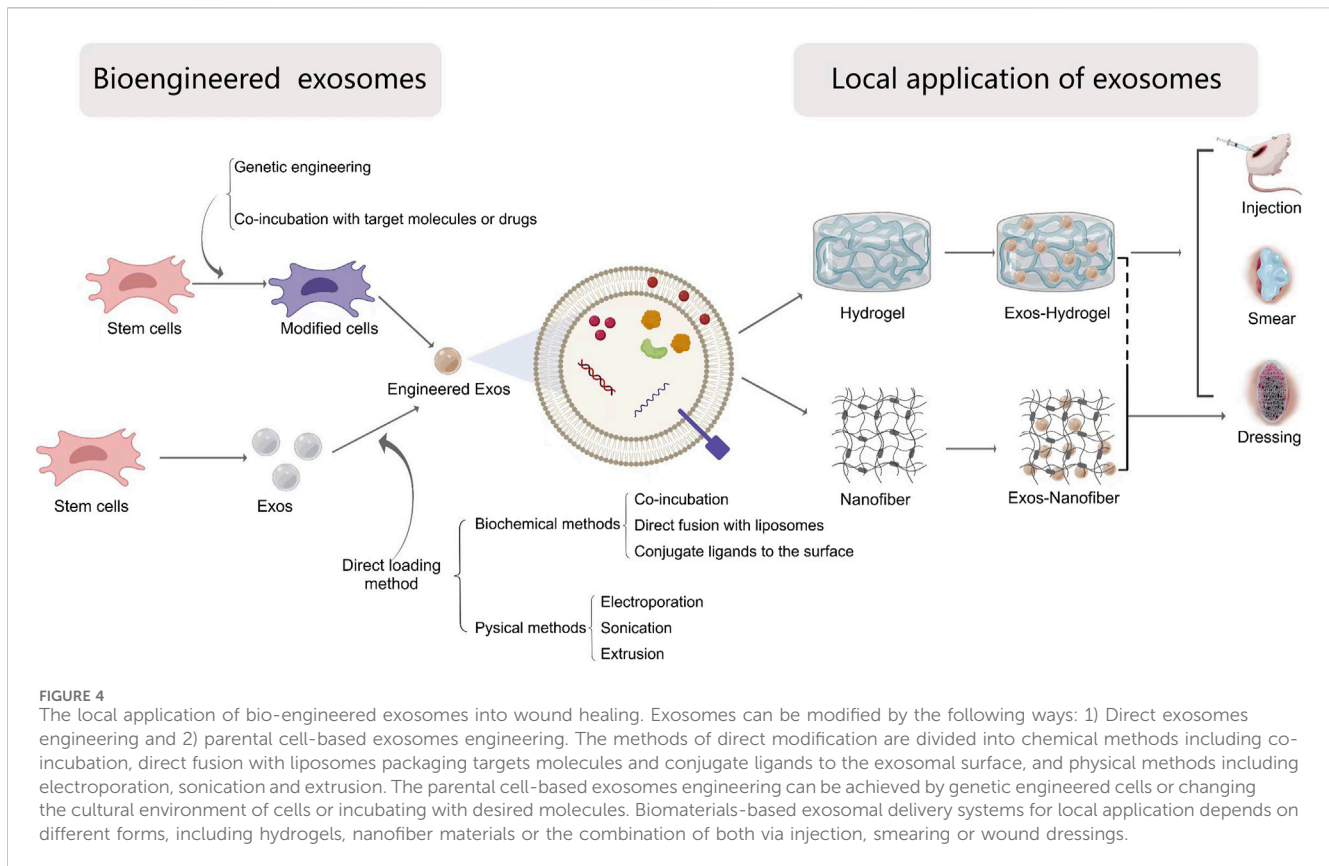 Bioengineered exosomes
Local application of exosomes
Genetic engineering
Co-incubation with target molecules or drugs
Stem cells
Modified cells
Engineered Exos
Stem cells
Exos
Direct loading
method
Biochemical methods
Co-incubation
Direct fusion with liposomes
Conjugate ligands to the surface
Pysical methods
Electroporation
Sonication
Extrusion
Hydrogel
Exos-Hydrogel
Nanofiber
Exos-Nanofiber
Injection
Smear
Dressing
FIGURE 4
The local application of bio-engineered exosomes into wound healing. Exosomes can be modified by the following ways: 1) Direct exosomes
engineering and 2) parental cell-based exosomes engineering. The methods of direct modification are divided into chemical methods including co-
incubation, direct fusion with liposomes packaging targets molecules and conjugate ligands to the exosomal surface, and physical methods including
electroporation, sonication and extrusion. The parental cell-based exosomes engineering can be achieved by genetic engineered cells or changing
the cultural environment of cells or incubating with desired molecules. Biomaterials-based exosomal delivery systems for local application depends on
different forms, including hydrogels, nanofiber materials or the combination of both via injection, smearing or wound dressings.